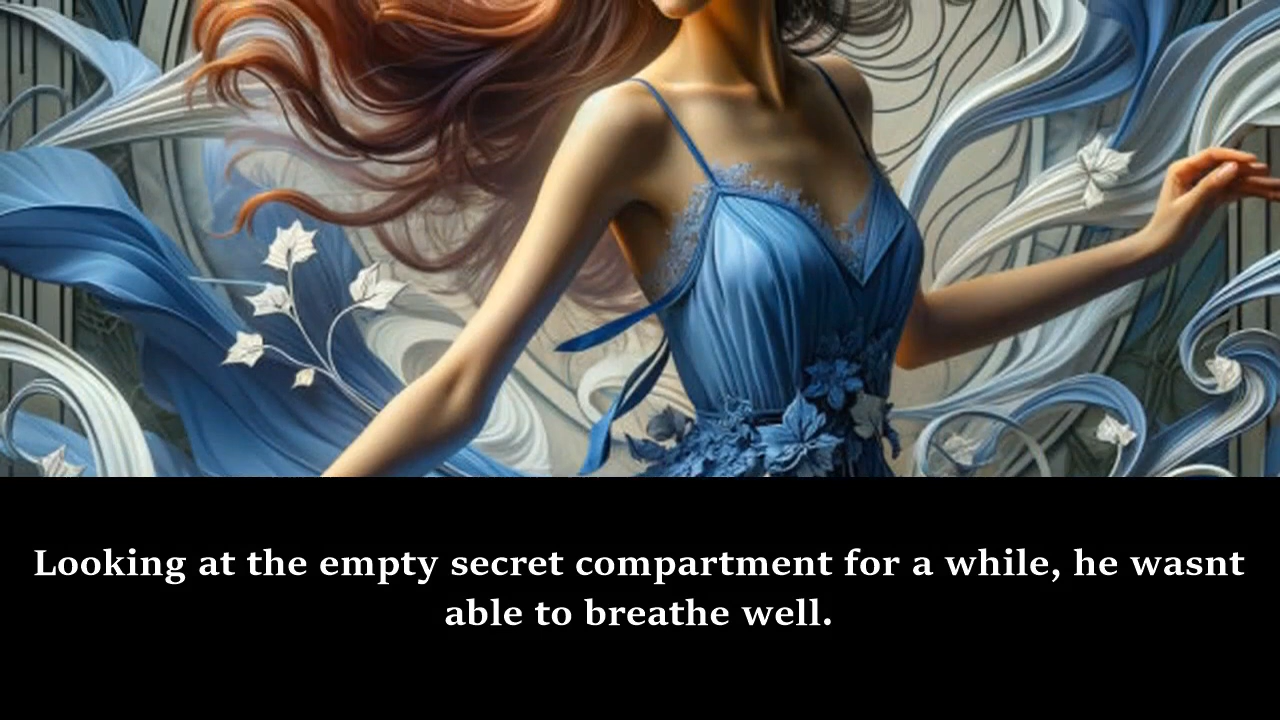 Looking at the empty secret compartment for a while, he wasnt
able to breathe well.